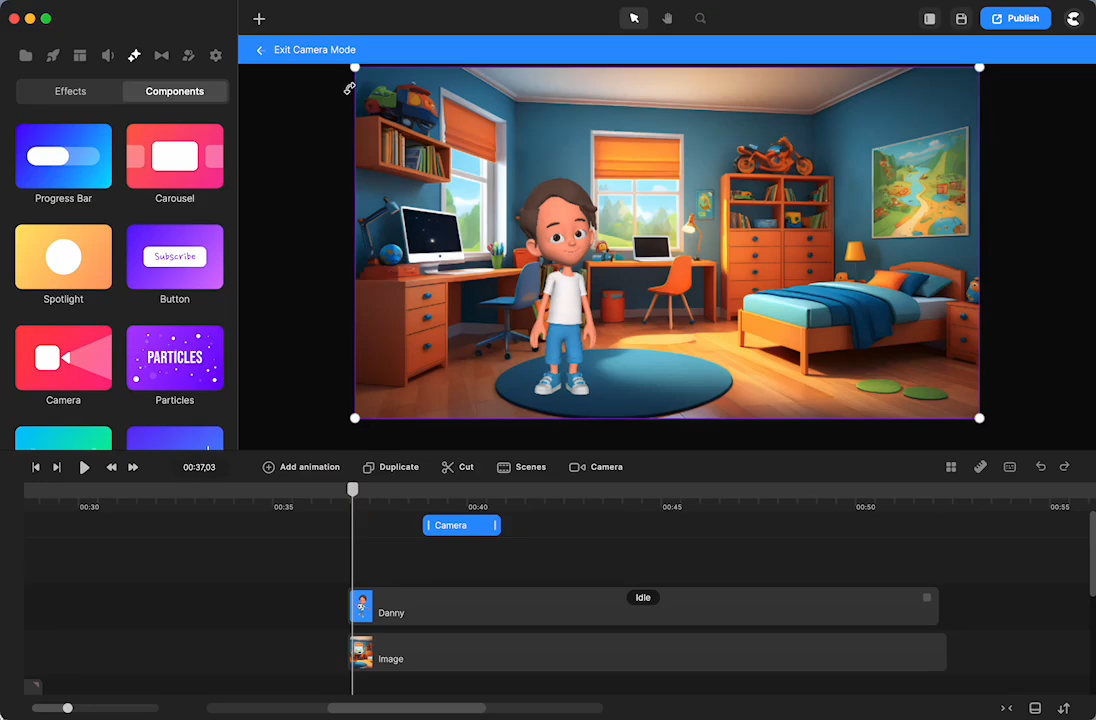 Publish
Exit Camera Mode
Effects
Components
Progress Bar
Carousel
Subscribe
Spotlight
Button
PARTICLES
Camera
Particles
00:37,03
Add animation
Duplicate
Cut
Scenes
Camera
00:30
00:35
00:40
00:45
00:50
00:55
Camera
Idle
Danny
Image